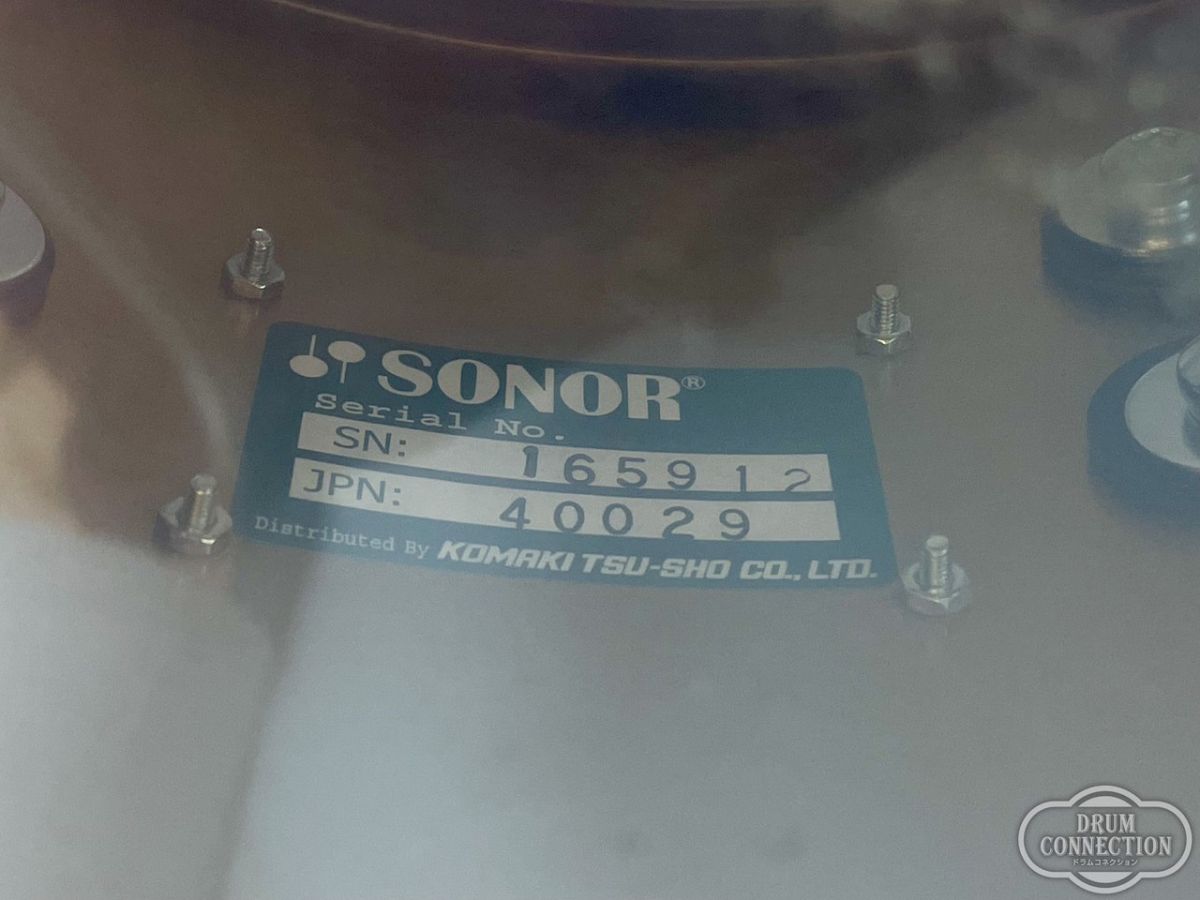 SONOR®
Serial No.
SN: 165912
JPN: 40029
Distributed By KOMAKI TSU-SHO CO., LTD.
DRUM
CONNECTION
ドラムコネクション